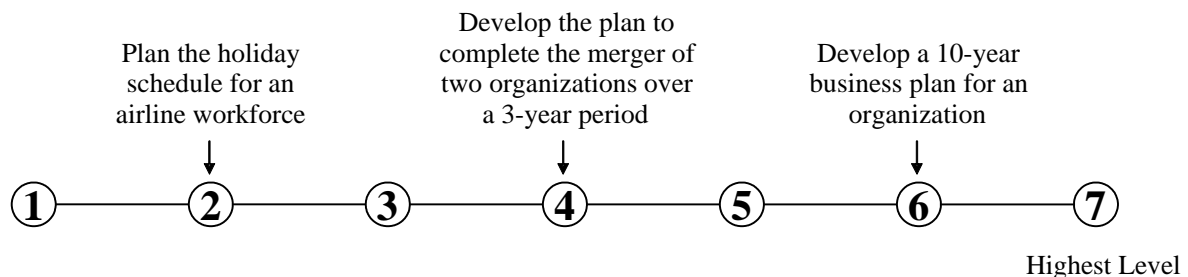 Plan the holiday
schedule for an
airline workforce
Develop the plan to
complete the merger of
two organizations over
a 3-year period
Develop a 10-year
business plan for an
organization
1 2 3 4 5 6 7
Highest Level